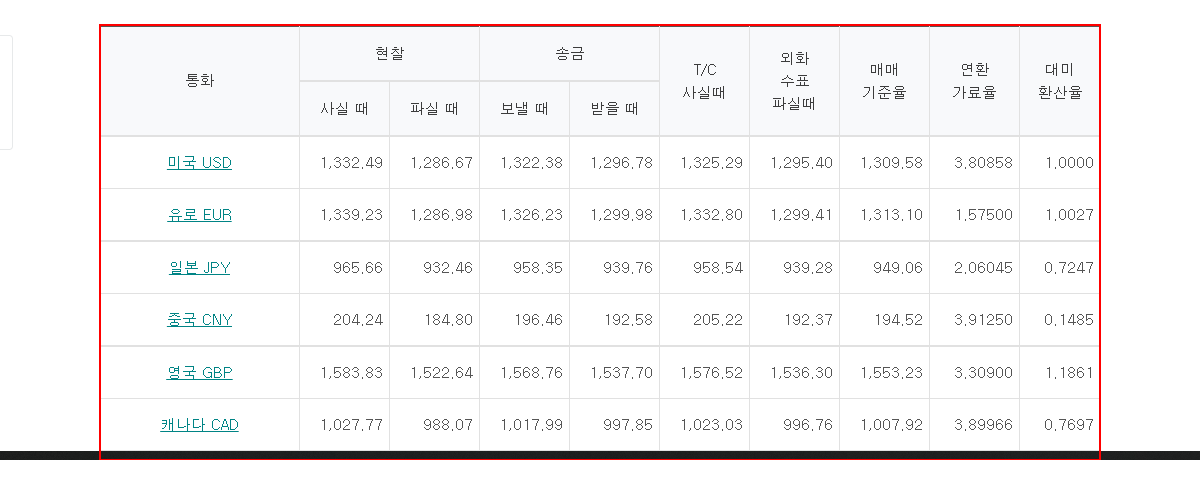 통화 현찰 송금 T/C 사실때 외화 수표 파실때 매매 기준율 연환 가료율 대미 환산율
사실 때 파실 때 보낼 때 받을 때
미국 USD 1,332.49 1,286.67 1,322.38 1,296.78 1,325.29 1,295.40 1,309.58 3.80858 1.0000
유로 EUR 1,339.23 1,286.98 1,326.23 1,299.98 1,332.80 1,299.41 1,313.10 1.57500 1.0027
일본 JPY 965.66 932.46 958.35 939.76 958.54 939.28 949.06 2.06045 0.7247
중국 CNY 204.24 184.80 196.46 192.58 205.22 192.37 194.52 3.91250 0.1485
영국 GBP 1,583.83 1,522.64 1,568.76 1,537.70 1,576.52 1,536.30 1,553.23 3.30900 1.1861
캐나다 CAD 1,027.77 988.07 1,017.99 997.85 1,023.03 996.76 1,007.92 3.89966 0.7697